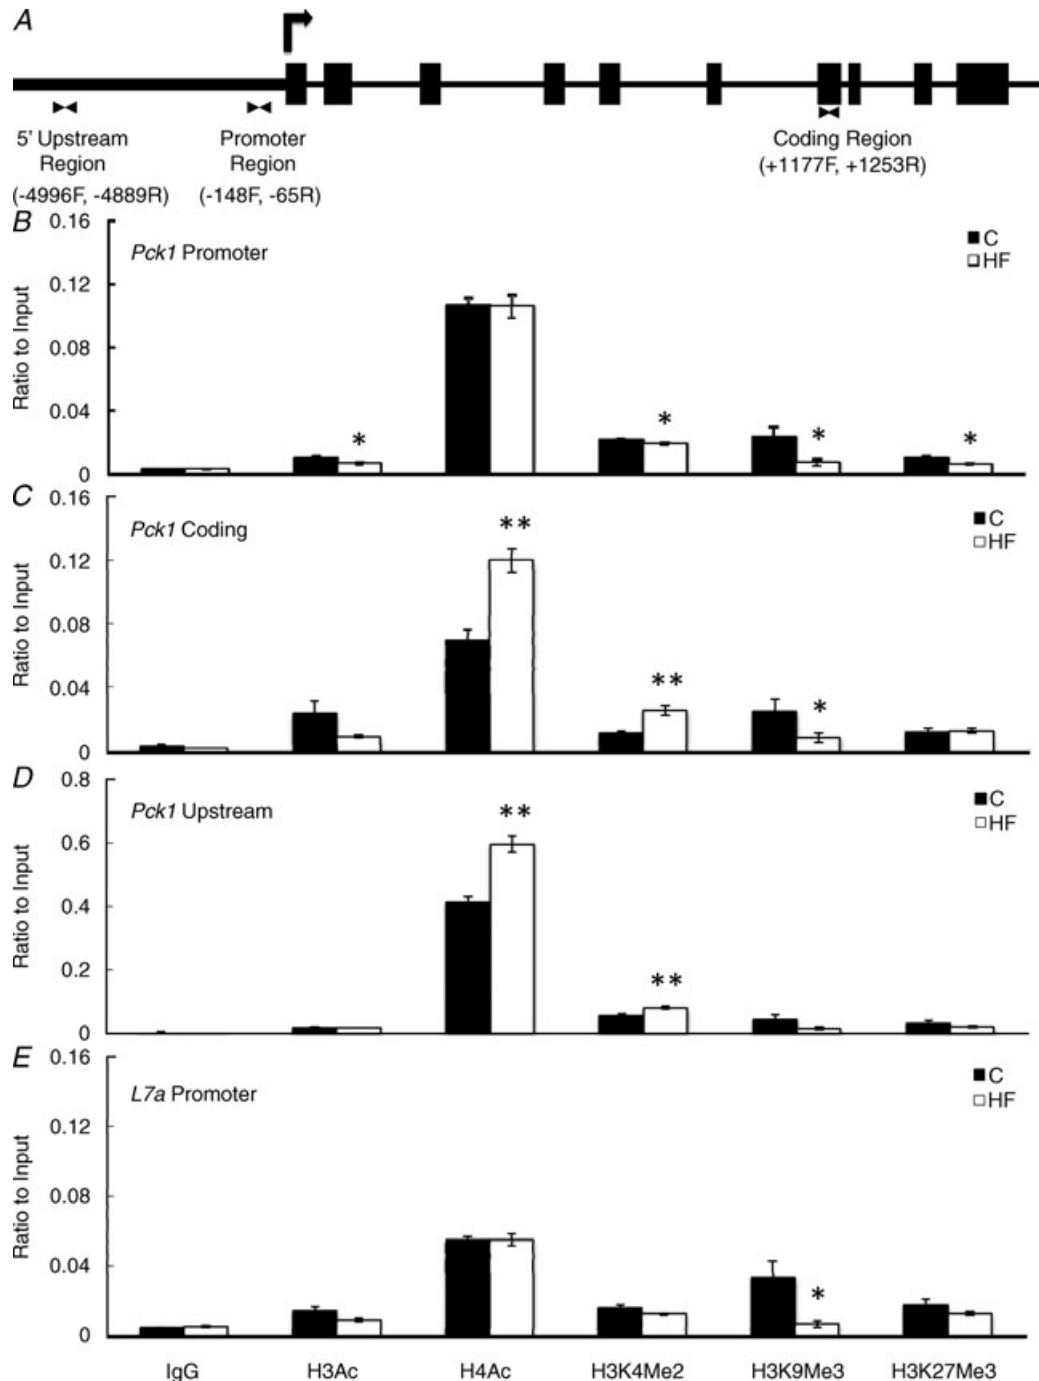 A
5' Upstream
Region
(-4996F, -4889R)
Promoter
Region
(-148F, -65R)
Coding Region
(+1177F, +1253R)
B
Pck1 Promoter
C
HF
Ratio to Input
0.16
0.12
0.08
0.04
0
*
*
*
*
C
Pck1 Coding
C
HF
Ratio to Input
0.16
0.12
0.08
0.04
0
**
**
*
D
Pck1 Upstream
C
HF
Ratio to Input
0.8
0.6
0.4
0.2
0
**
**
E
L7a Promoter
C
HF
Ratio to Input
0.16
0.12
0.08
0.04
0
*
IgG H3Ac H4Ac H3K4Me2 H3K9Me3 H3K27Me3